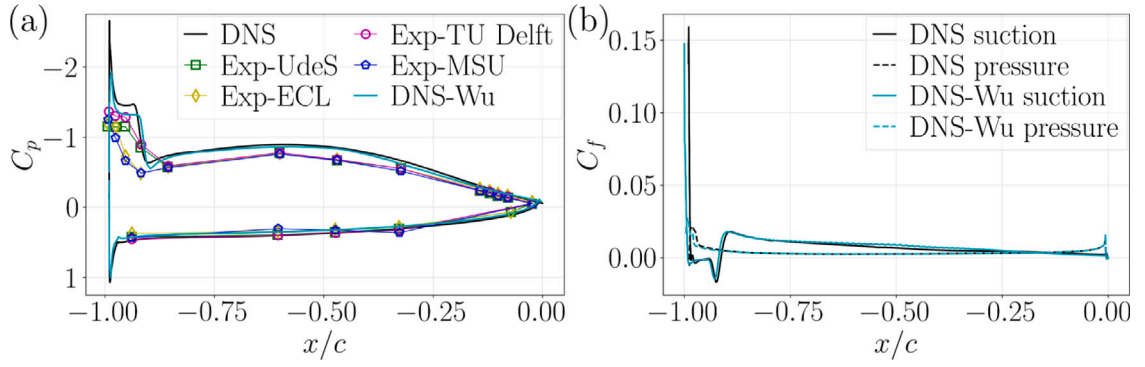 (a)
DNS
Exp-UdeS
Exp-ECL
Exp-TU Delft
Exp-MSU
DNS-Wu
−2
−1
0
1
C_p
−1.00
−0.75
−0.50
−0.25
0.00
x/c
(b)
DNS suction
DNS pressure
DNS-Wu suction
DNS-Wu pressure
0.15
0.10
0.05
0.00
C_f
−1.00
−0.75
−0.50
−0.25
0.00
x/c